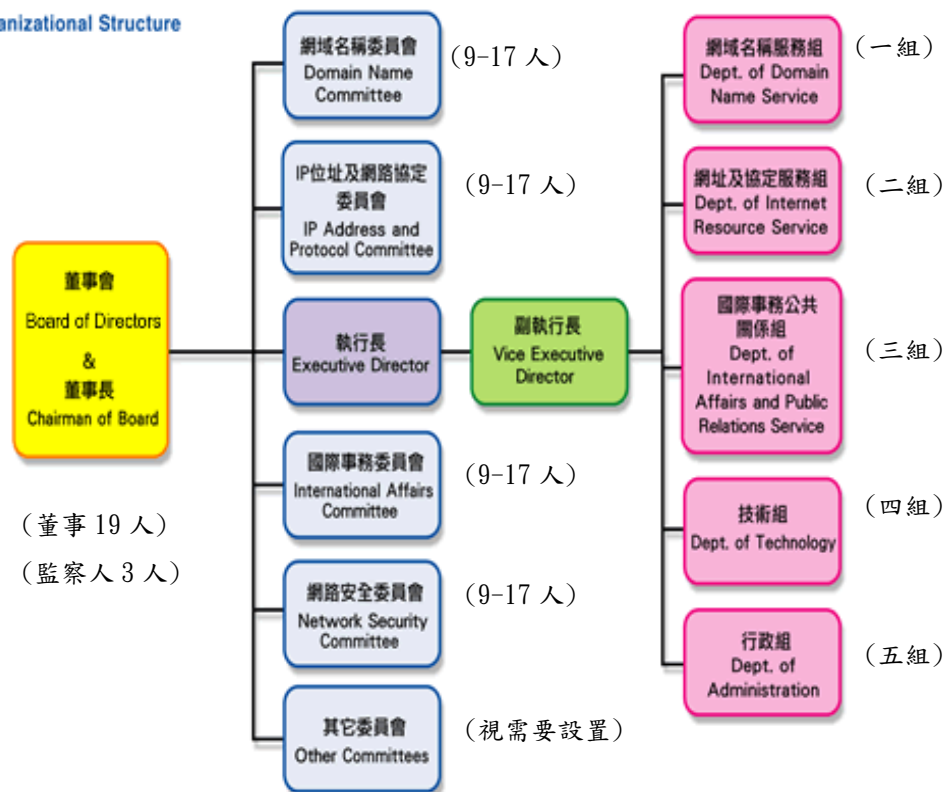 anizational Structure
董事會
Board of Directors
&
董事長
Chairman of Board
(董事 19 人)
(監察人 3 人)
網域名稱委員會
Domain Name
Committee
(9-17 人)
IP位址及網路協定
委員會
IP Address and
Protocol Committee
(9-17 人)
執行長
Executive Director
國際事務委員會
International Affairs
Committee
(9-17 人)
網路安全委員會
Network Security
Committee
(9-17 人)
其它委員會
Other Committees
(視需要設置)
副執行長
Vice Executive
Director
網域名稱服務組
Dept. of Domain
Name Service
(一組)
網址及協定服務組
Dept. of Internet
Resource Service
(二組)
國際事務公共
關係組
Dept. of
International
Affairs and Public
Relations Service
(三組)
技術組
Dept. of Technology
(四組)
行政組
Dept. of
Administration
(五組)